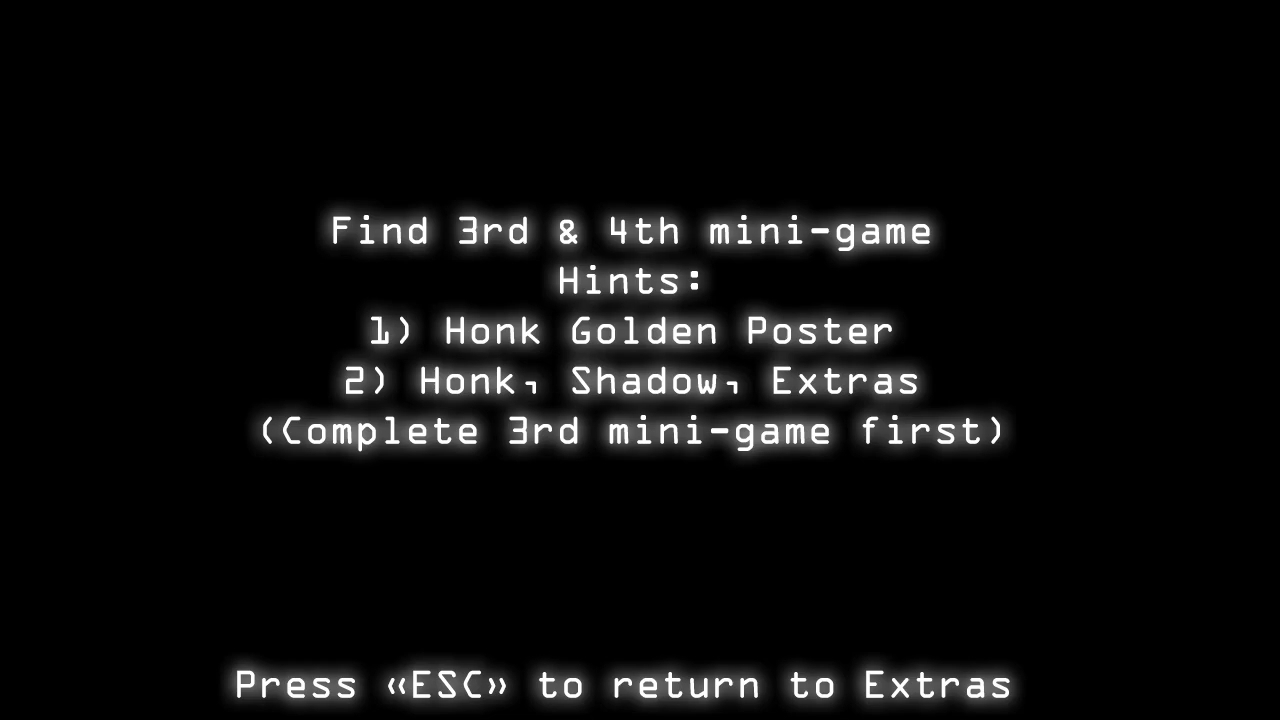 Find 3rd & 4th mini-game
Hints:
1) Honk Golden Poster
2) Honk, Shadow, Extras
(Complete 3rd mini-game first)
Press «ESC» to return to Extras